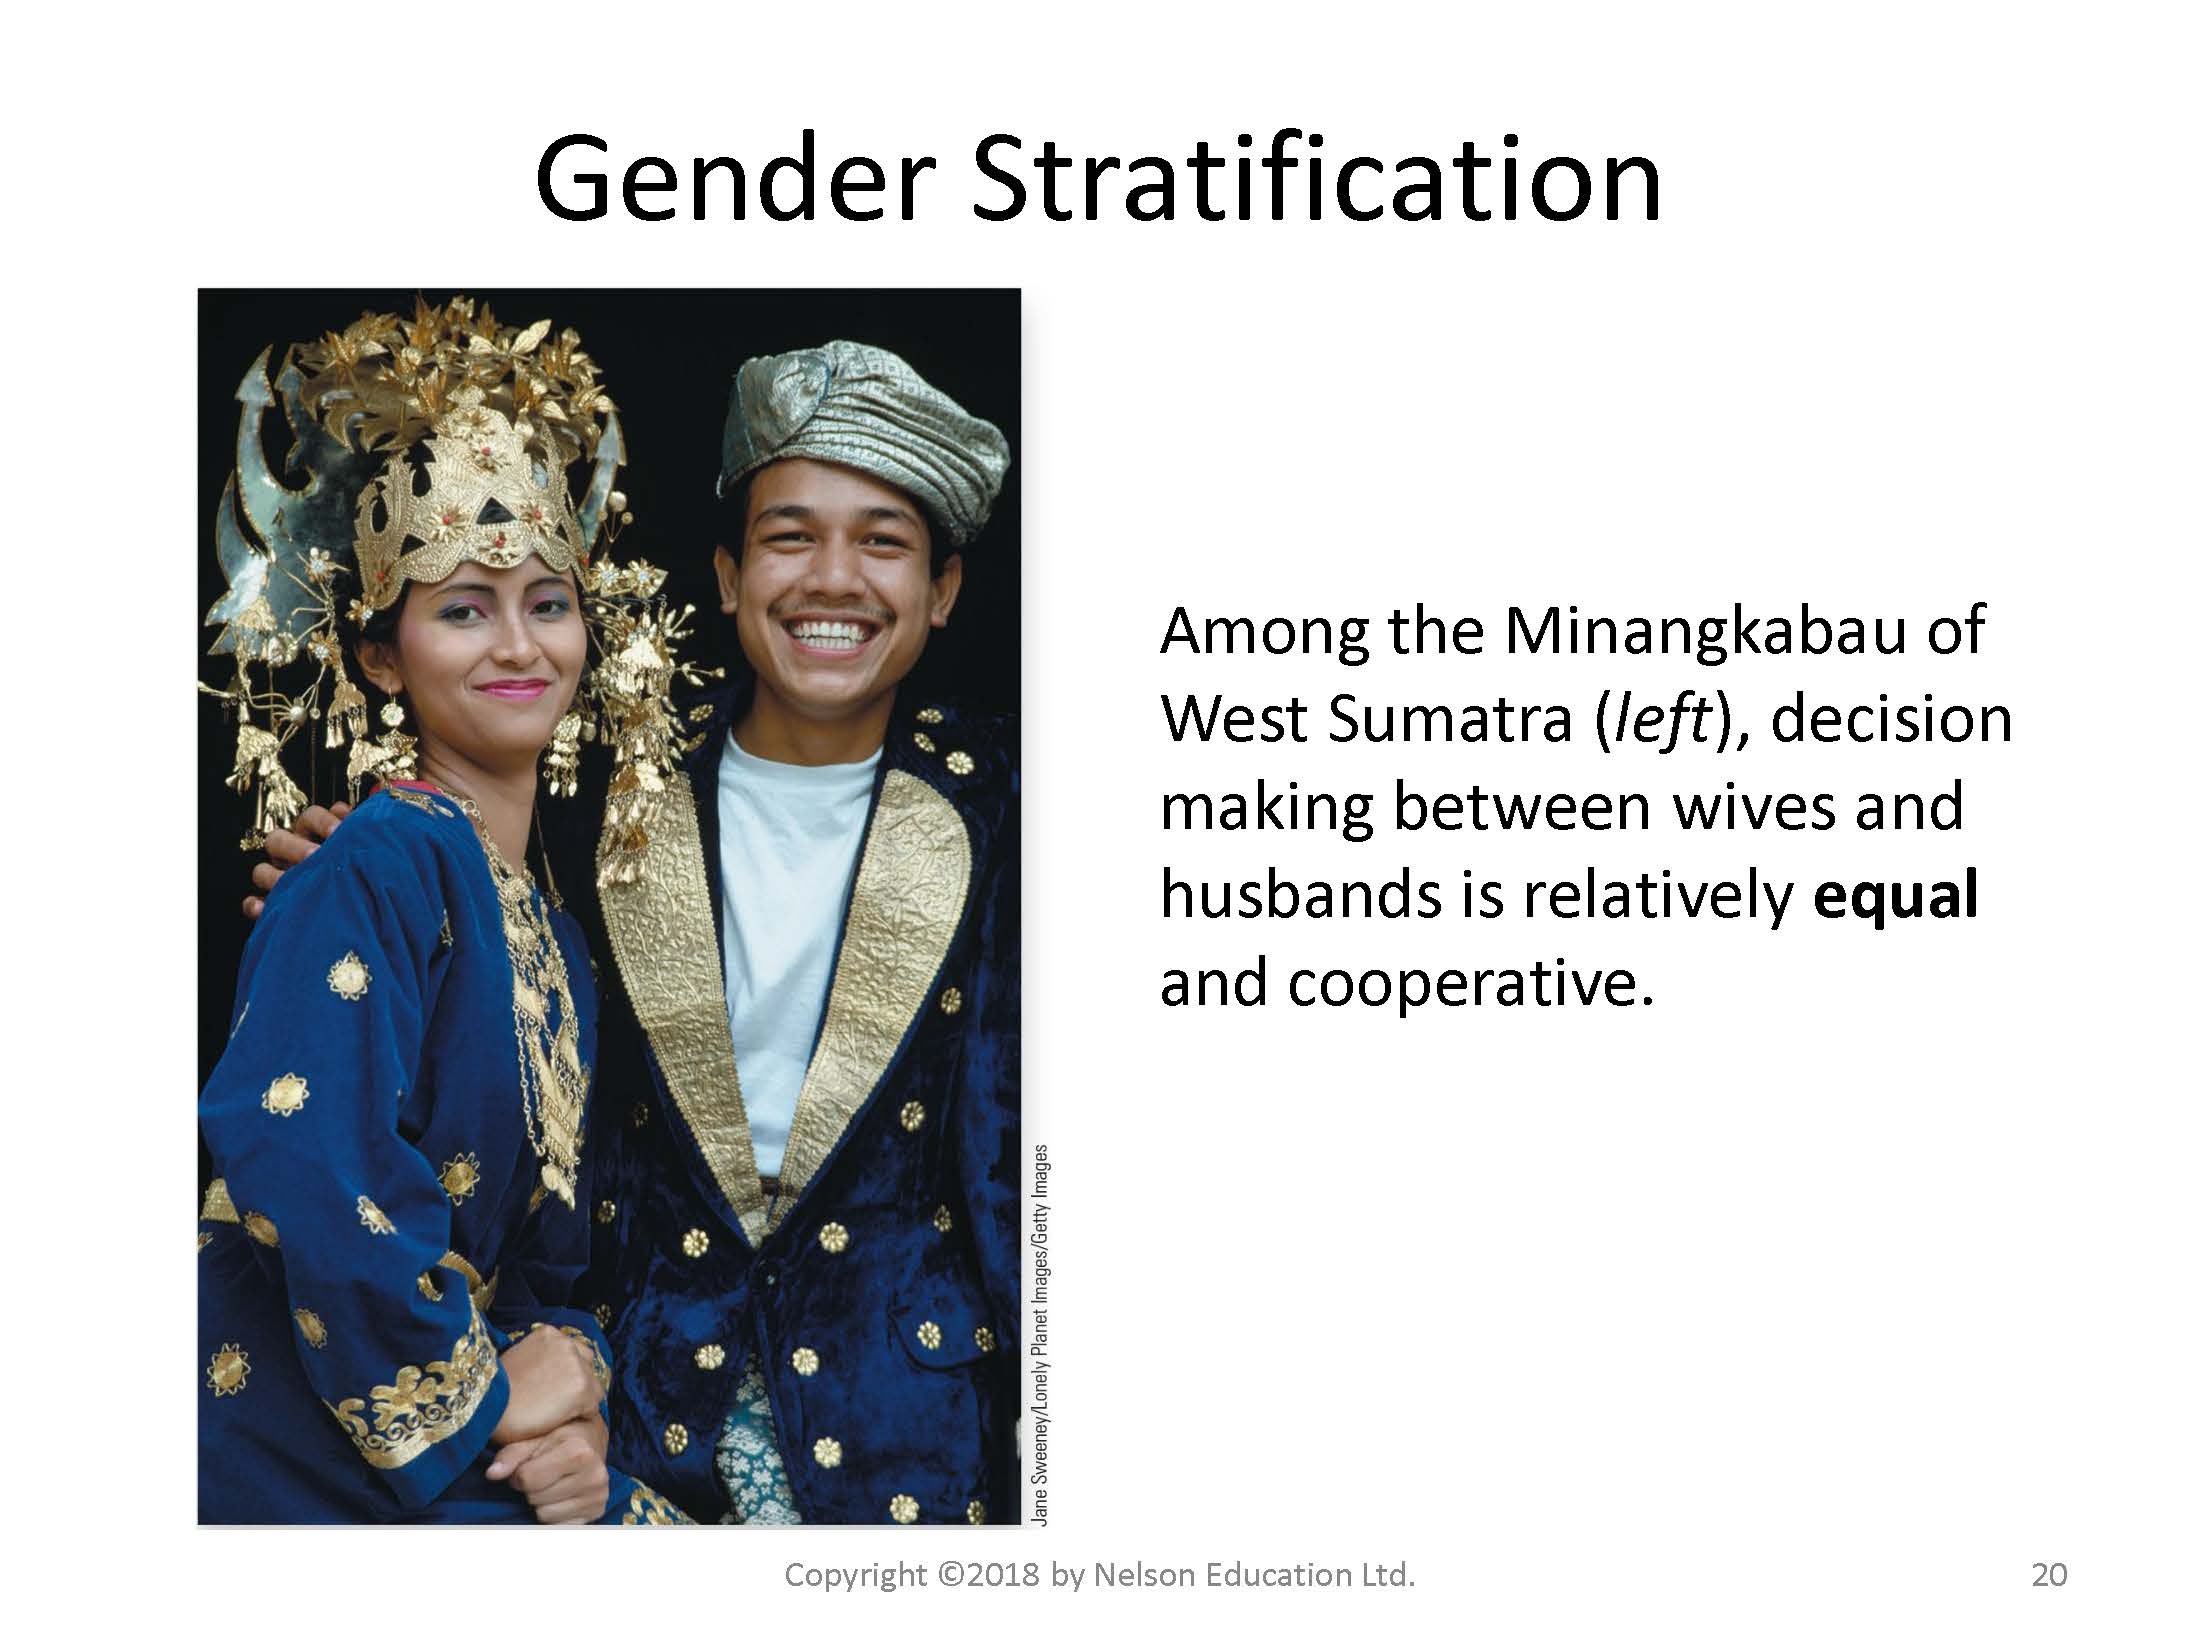 Gender Stratification
Among the Minangkabau of
West Sumatra (left), decision
making between wives and
husbands is relatively equal
and cooperative.
Jane Sweeney/Lonely Planet Images/Getty Images
Copyright ©2018 by Nelson Education Ltd.
20